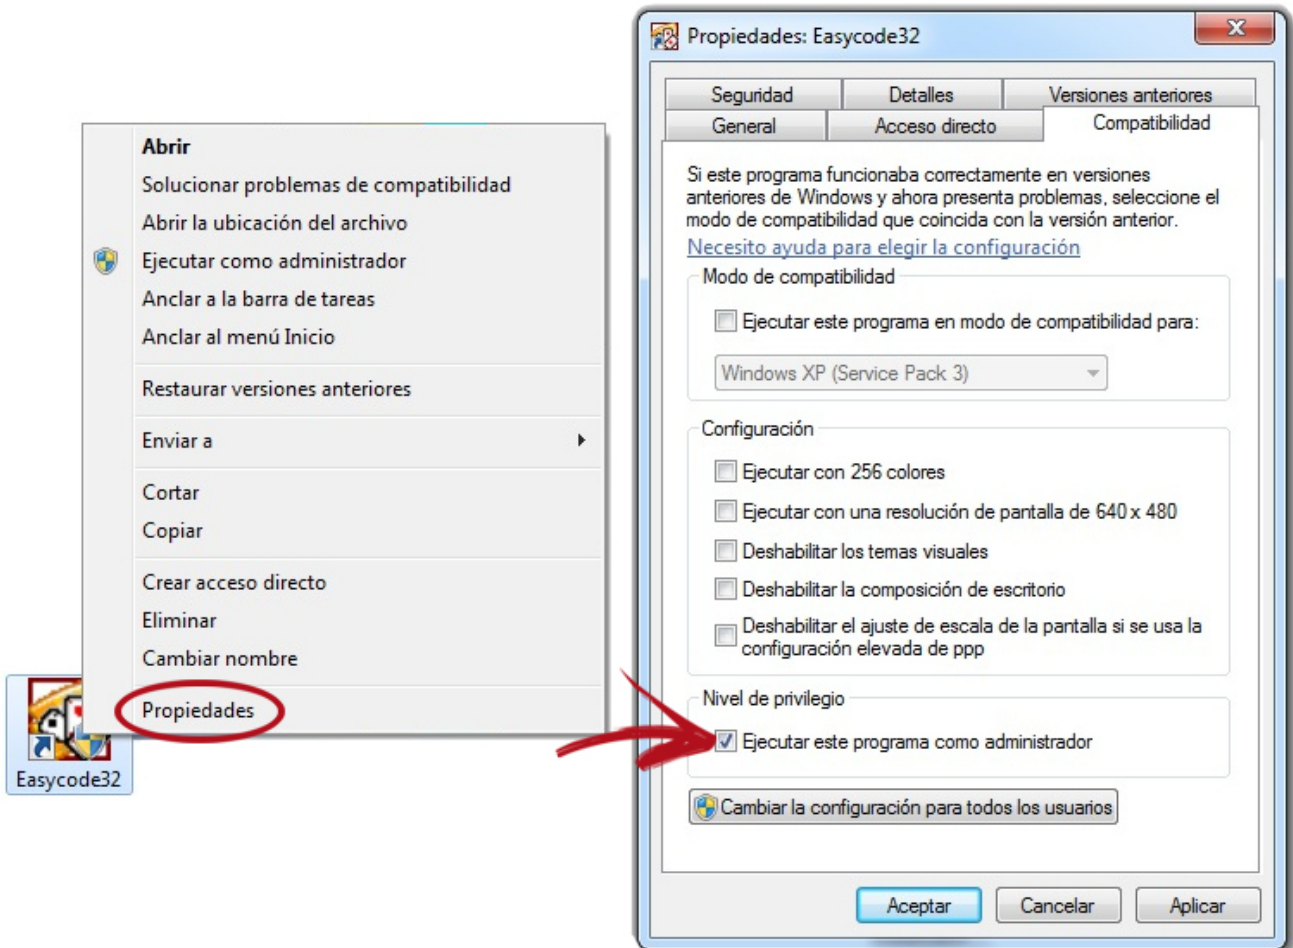 Abrir
Solucionar problemas de compatibilidad
Abrir la ubicación del archivo
Ejecutar como administrador
Anclar a la barra de tareas
Anclar al menú Inicio
Restaurar versiones anteriores
Enviar a
Cortar
Copiar
Crear acceso directo
Eliminar
Cambiar nombre
Propiedades
Easycode32
Propiedades: Easycode32
x
Seguridad Detalles Versiones anteriores
General Acceso directo Compatibilidad
Si este programa funcionaba correctamente en versiones
anteriores de Windows y ahora presenta problemas, seleccione el
modo de compatibilidad que coincida con la versión anterior.
Necesito ayuda para elegir la configuración
Modo de compatibilidad
Ejecutar este programa en modo de compatibilidad para:
Windows XP (Service Pack 3)
Configuración
Ejecutar con 256 colores
Ejecutar con una resolución de pantalla de 640 x 480
Deshabilitar los temas visuales
Deshabilitar la composición de escritorio
Deshabilitar el ajuste de escala de la pantalla si se usa la
configuración elevada de ppp
Nivel de privilegio
Ejecutar este programa como administrador
Cambiar la configuración para todos los usuarios
Aceptar Cancelar Aplicar